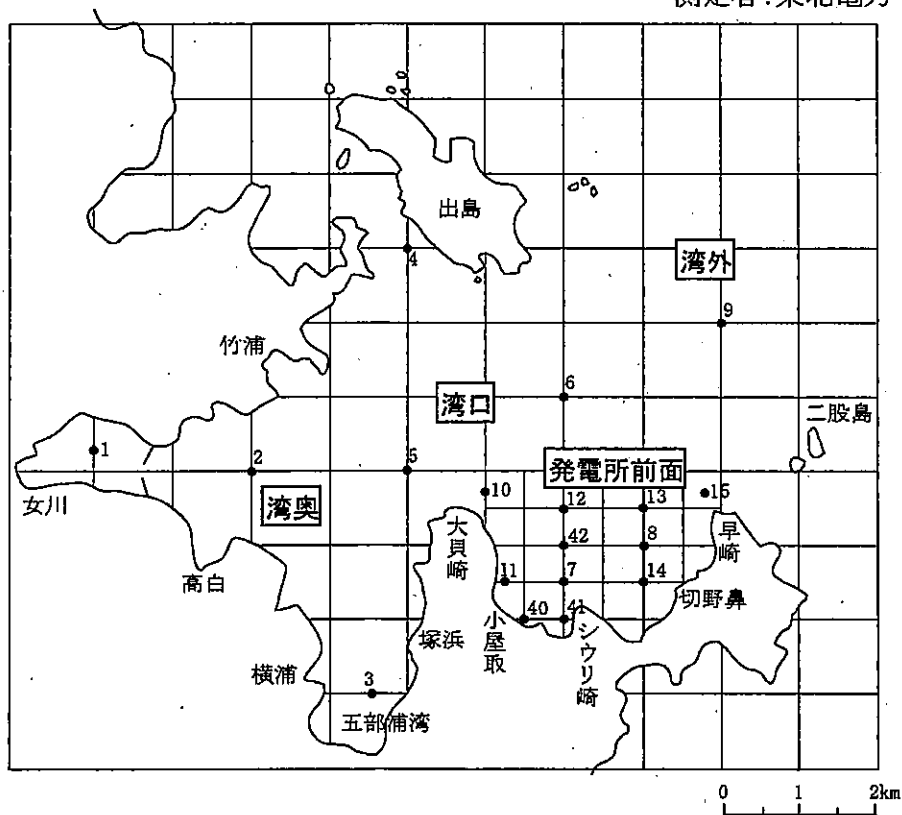 測定者:東北電力
出島
湾外
4
9
竹浦
6
湾口
二股島
1
2
5
発電所前面
10
12
13
15
女川
湾奥
大貝崎
42
8
早崎
高白
11
7
14
切野鼻
小屋取
40
41
シウリ崎
塚浜
横浦
3
五部浦湾
0 1 2km